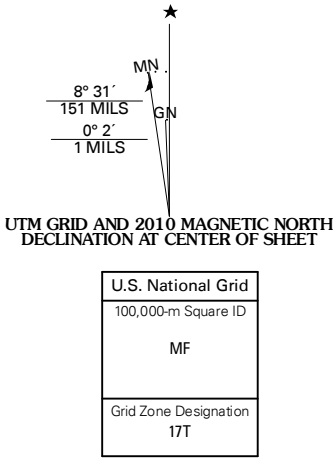 MN
GN
8° 31´
151 MILS
0° 2´
1 MILS
UTM GRID AND 2010 MAGNETIC NORTH
DECLINATION AT CENTER OF SHEET
U.S. National Grid
100,000-m Square ID
MF
Grid Zone Designation
17T